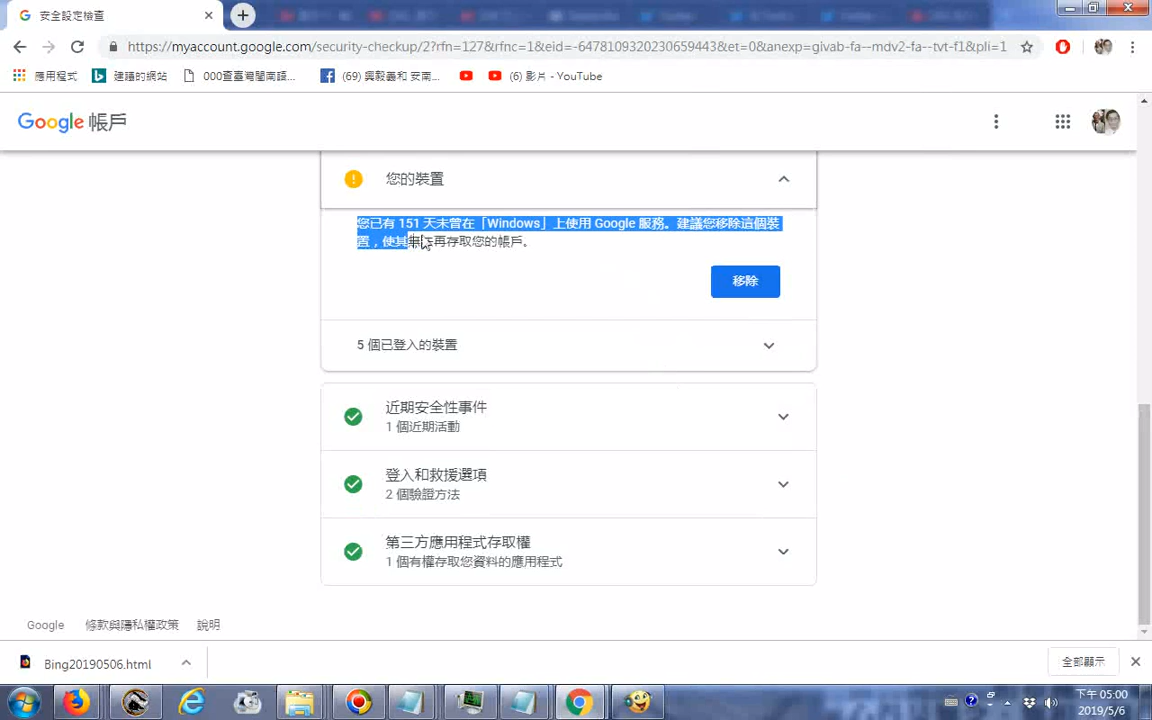 安全設定檢查
https://myaccount.google.com/security-checkup/2?rfn=127&rfnc=1&eid=-6478109320230659443&et=0&anexp=givab-fa--mdv2-fa--tvt-f1&pli=1
應用程式
建議的網站
000查臺灣閩南語...
(69) 興毅義和 安南...
(6) 影片 - YouTube
Google 帳戶
您的裝置
您已有 151 天未曾在「Windows」上使用 Google 服務。建議您移除這個裝
置，使其無法再存取您的帳戶。
移除
5 個已登入的裝置
近期安全性事件
1 個近期活動
登入和救援選項
2 個驗證方法
第三方應用程式存取權
1 個有權存取您資料的應用程式
Google
條款與隱私權政策
說明
Bing20190506.html
全部顯示
下午 05:00
2019/5/6